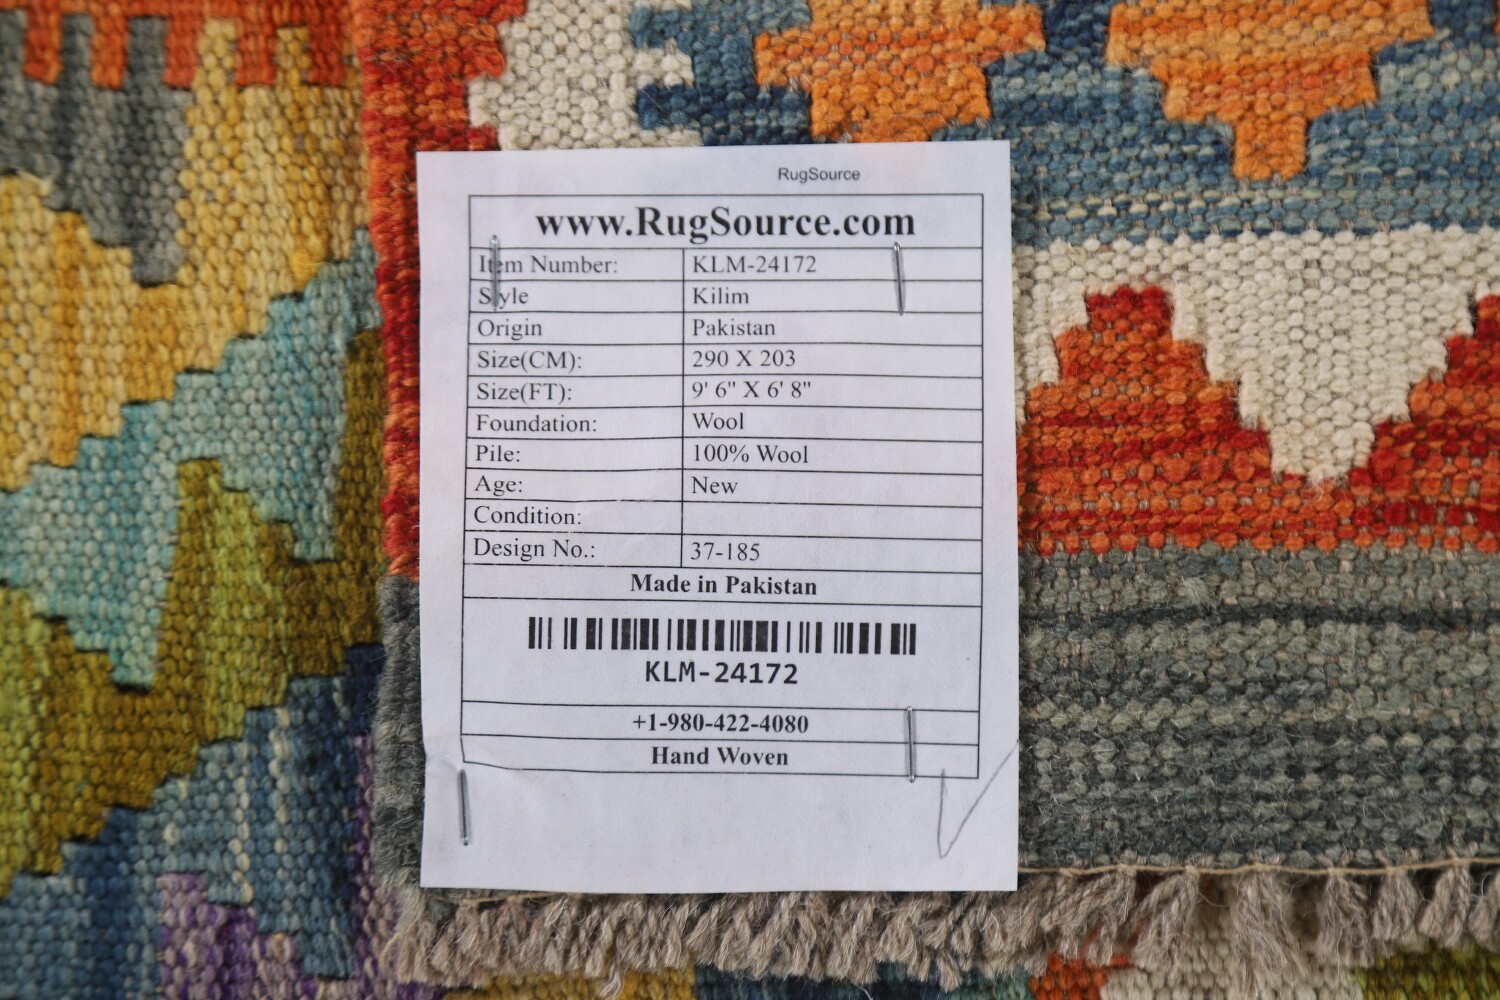 RugSource
www.RugSource.com
Item Number: KLM-24172
Style Kilim
Origin Pakistan
Size(CM): 290 X 203
Size(FT): 9' 6" X 6' 8"
Foundation: Wool
Pile: 100% Wool
Age: New
Condition:
Design No.: 37-185
Made in Pakistan
KLM-24172
+1-980-422-4080
Hand Woven